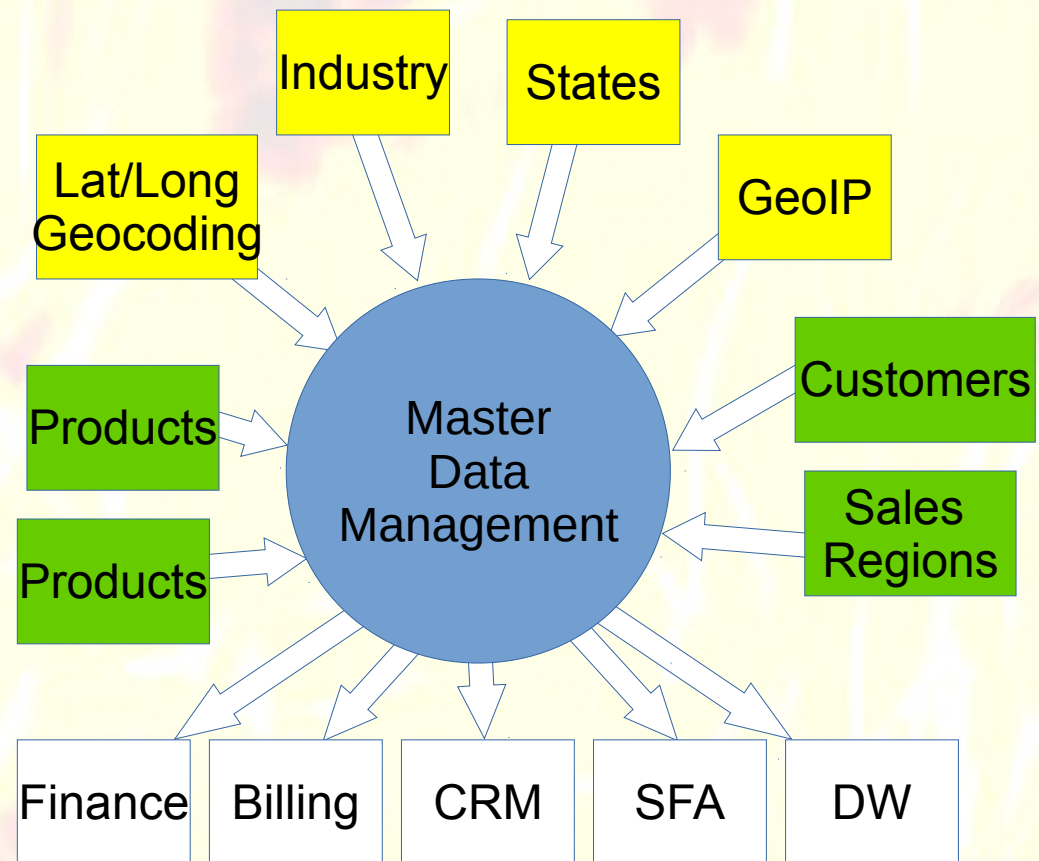 Industry
States
Lat/Long
Geocoding
GeoIP
Products
Customers
Master
Data
Management
Sales
Regions
Products
Finance
Billing
CRM
SFA
DW